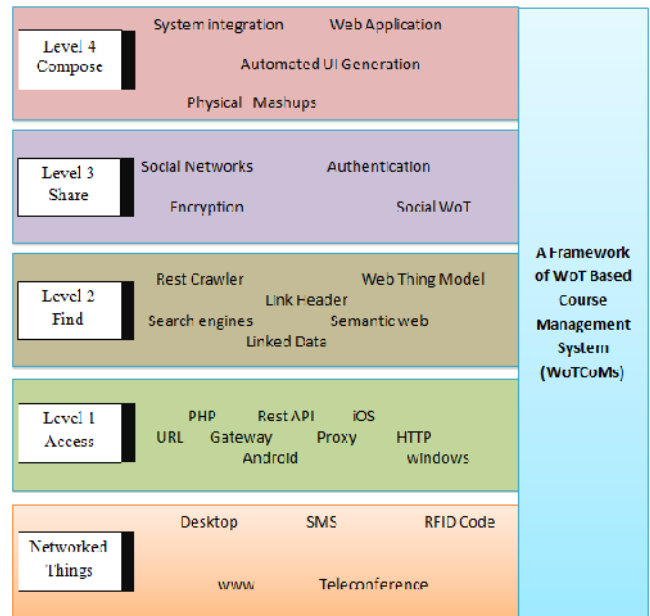 Level 4
Compose
System integration Web Application
Automated UI Generation
Physical Mashups
Level 3
Share
Social Networks Authentication
Encryption Social WoT
Level 2
Find
Rest Crawler Web Thing Model
Link Header
Search engines Semantic web
Linked Data
Level 1
Access
PHP Rest API iOS
URL Gateway Proxy HTTP
Android windows
Networked
Things
Desktop SMS RFID Code
www Teleconference
A Framework
of WoT Based
Course
Management
System
(WoTCoMs)